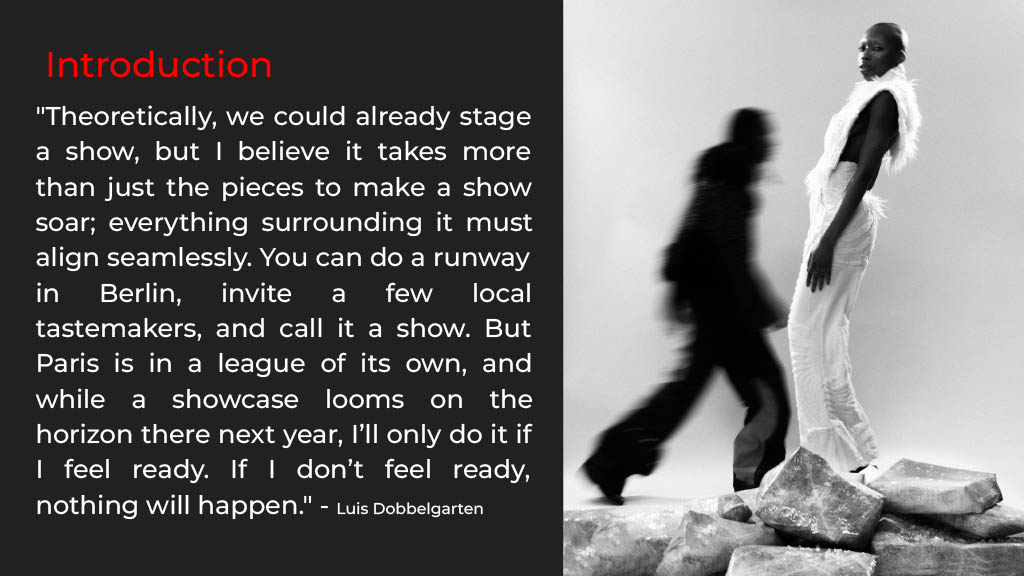 Introduction
"Theoretically, we could already stage
a show, but I believe it takes more
than just the pieces to make a show
soar; everything surrounding it must
align seamlessly. You can do a runway
in Berlin, invite a few local
tastemakers, and call it a show. But
Paris is in a league of its own, and
while a showcase looms on the
horizon there next year, I’ll only do it if
I feel ready. If I don’t feel ready,
nothing will happen." - Luis Dobbelgarten